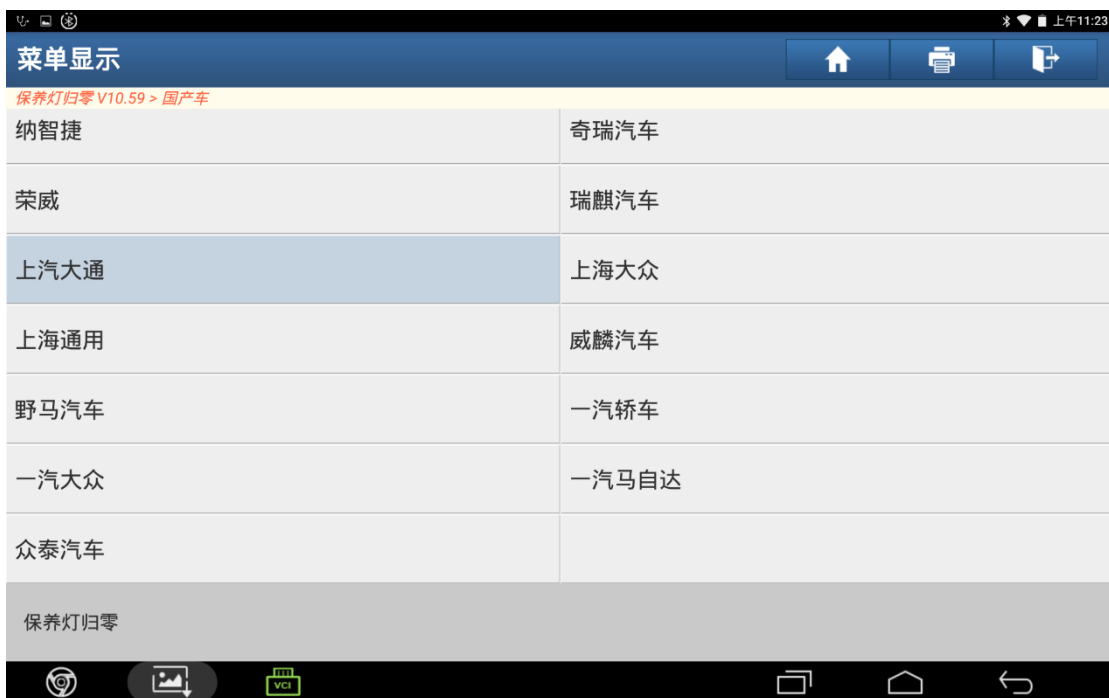 上午11:23
菜单显示
保养灯归零 V10.59 > 国产车
纳智捷 奇瑞汽车
荣威 瑞麒汽车
上汽大通 上海大众
上海通用 威麟汽车
野马汽车 一汽轿车
一汽大众 一汽马自达
众泰汽车
保养灯归零
VCI